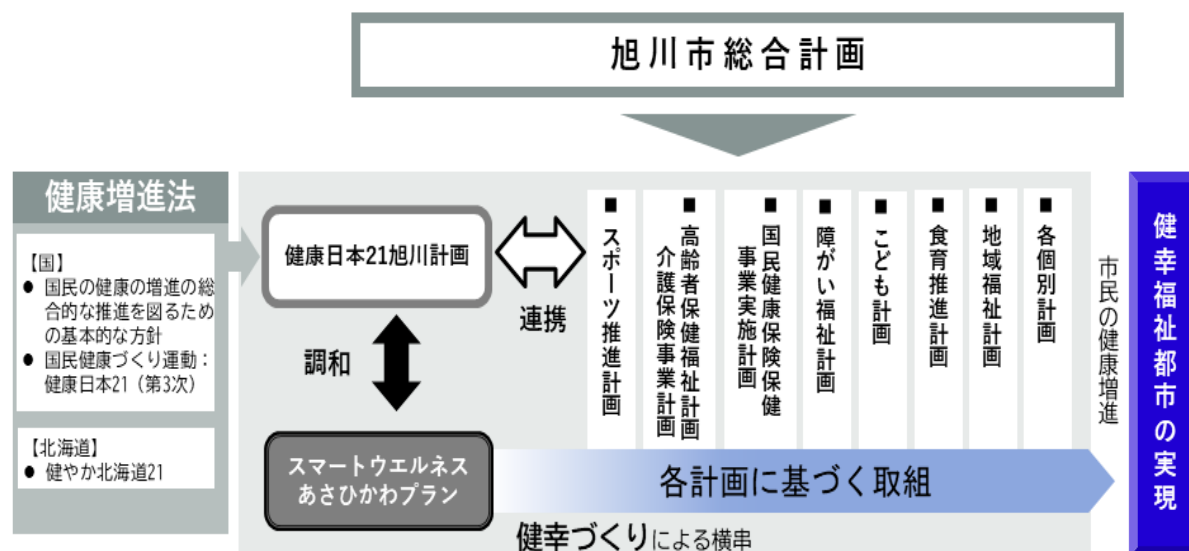 旭川市総合計画
健康増進法
【国】
● 国民の健康の増進の総
合的な推進を図るため
の基本的な方針
● 国民健康づくり運動：
健康日本21（第3次）
【北海道】
● 健やか北海道21
健康日本21旭川計画
連携
調和
スマートウエルネス
あさひかわプラン
■ スポーツ推進計画
■ 高齢者保健福祉計画
介護保険事業計画
■ 国民健康保険保健
事業実施計画
■ 障がい福祉計画
■ こども計画
■ 食育推進計画
■ 地域福祉計画
■ 各個別計画
各計画に基づく取組
健幸づくりによる横串
市民の健康増進
健幸福祉都市の実現